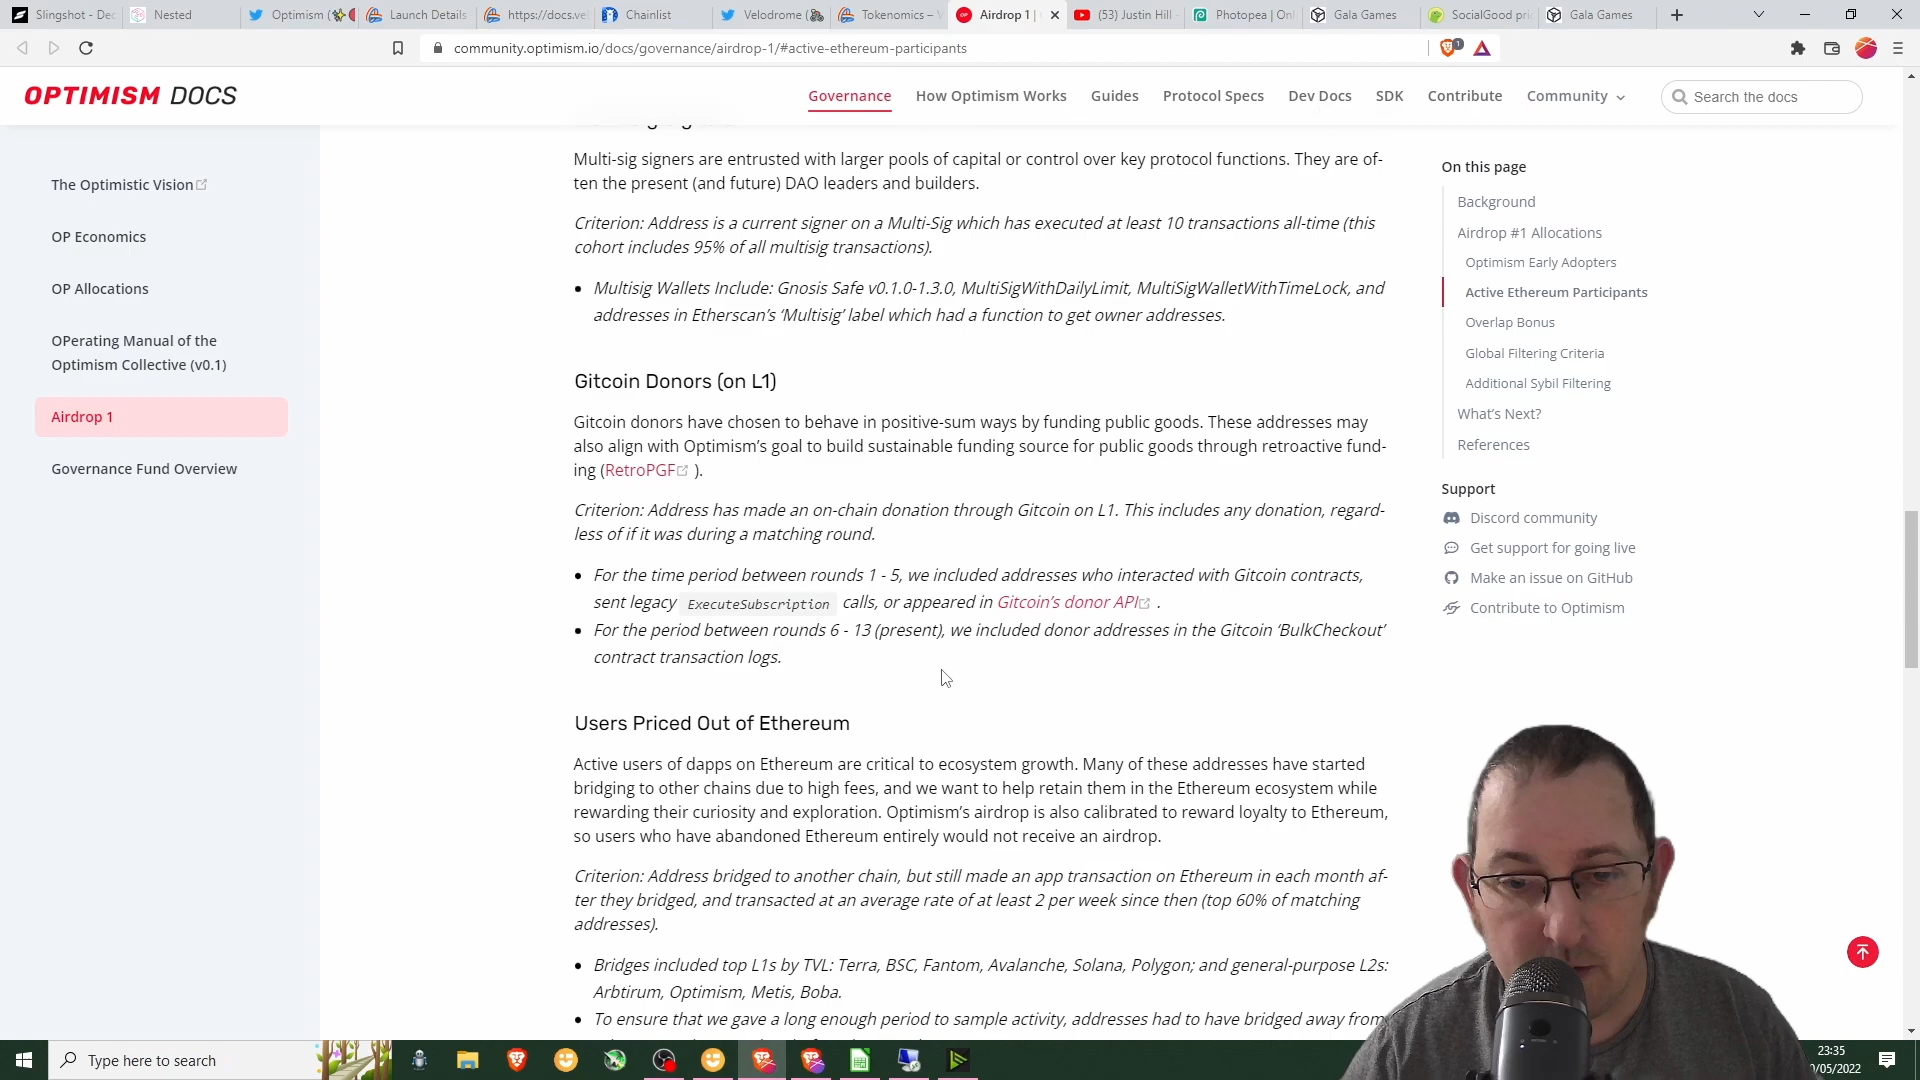 Slingshot - Dec
Nested
Optimism (
Launch Details
https://docs.ve
Chainlist
Velodrome (
Tokenomics –
Airdrop 1 |
(53) Justin Hill -
Photopea | Onl
Gala Games
SocialGood pri
Gala Games
community.optimism.io/docs/governance/airdrop-1/#active-ethereum-participants
1
OPTIMISM DOCS
Governance
How Optimism Works
Guides
Protocol Specs
Dev Docs
SDK
Contribute
Community
Search the docs
The Optimistic Vision
OP Economics
OP Allocations
OPerating Manual of the
Optimism Collective (v0.1)
Airdrop 1
Governance Fund Overview
Multi-sig signers are entrusted with larger pools of capital or control over key protocol functions. They are of-
ten the present (and future) DAO leaders and builders.
Criterion: Address is a current signer on a Multi-Sig which has executed at least 10 transactions all-time (this
cohort includes 95% of all multisig transactions).
• Multisig Wallets Include: Gnosis Safe v0.1.0-1.3.0, MultiSigWithDailyLimit, MultiSigWalletWithTimeLock, and
addresses in Etherscan’s ‘Multisig’ label which had a function to get owner addresses.
Gitcoin Donors (on L1)
Gitcoin donors have chosen to behave in positive-sum ways by funding public goods. These addresses may
also align with Optimism’s goal to build sustainable funding source for public goods through retroactive fund-
ing (RetroPGF ).
Criterion: Address has made an on-chain donation through Gitcoin on L1. This includes any donation, regard-
less of if it was during a matching round.
• For the time period between rounds 1 - 5, we included addresses who interacted with Gitcoin contracts,
sent legacy ExecuteSubscription calls, or appeared in Gitcoin’s donor API .
• For the period between rounds 6 - 13 (present), we included donor addresses in the Gitcoin ‘BulkCheckout’
contract transaction logs.
Users Priced Out of Ethereum
Active users of dapps on Ethereum are critical to ecosystem growth. Many of these addresses have started
bridging to other chains due to high fees, and we want to help retain them in the Ethereum ecosystem while
rewarding their curiosity and exploration. Optimism’s airdrop is also calibrated to reward loyalty to Ethereum,
so users who have abandoned Ethereum entirely would not receive an airdrop.
Criterion: Address bridged to another chain, but still made an app transaction on Ethereum in each month af-
ter they bridged, and transacted at an average rate of at least 2 per week since then (top 60% of matching
addresses).
• Bridges included top L1s by TVL: Terra, BSC, Fantom, Avalanche, Solana, Polygon; and general-purpose L2s:
Arbtirum, Optimism, Metis, Boba.
• To ensure that we gave a long enough period to sample activity, addresses had to have bridged away from
On this page
Background
Airdrop #1 Allocations
Optimism Early Adopters
Active Ethereum Participants
Overlap Bonus
Global Filtering Criteria
Additional Sybil Filtering
What’s Next?
References
Support
Discord community
Get support for going live
Make an issue on GitHub
Contribute to Optimism
Type here to search
23:35
0/05/2022